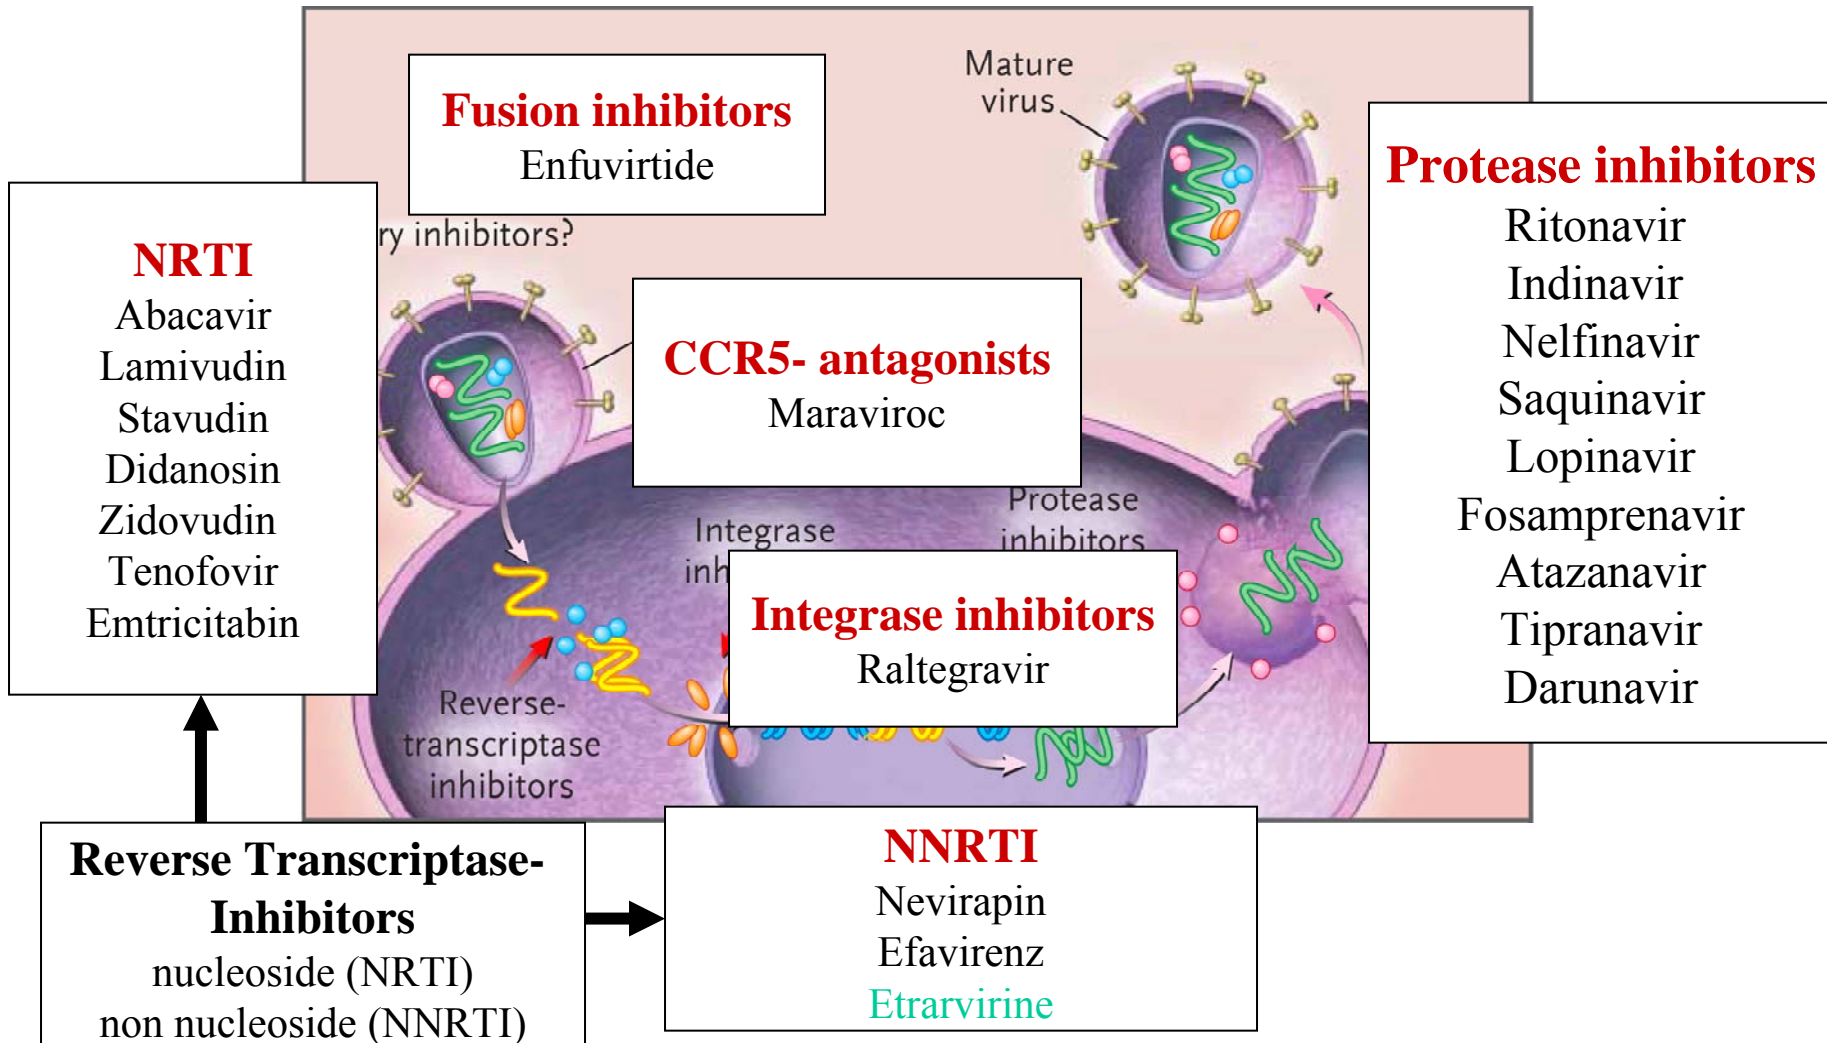 Mature
virus
Fusion inhibitors
Enfuvirtide
ry inhibitors?
NRTI
Abacavir
Lamivudin
Stavudin
Didanosin
Zidovudin
Tenofovir
Emtricitabin
CCR5- antagonists
Maraviroc
Protease inhibitors
Ritonavir
Indinavir
Nelfinavir
Saquinavir
Lopinavir
Fosamprenavir
Atazanavir
Tipranavir
Darunavir
Integrase
inh
Protease
inhibitors
Integrase inhibitors
Raltegravir
Reverse-
transcriptase
inhibitors
Reverse Transcriptase-
Inhibitors
nucleoside (NRTI)
non nucleoside (NNRTI)
NNRTI
Nevirapin
Efavirenz
Etrarvirine